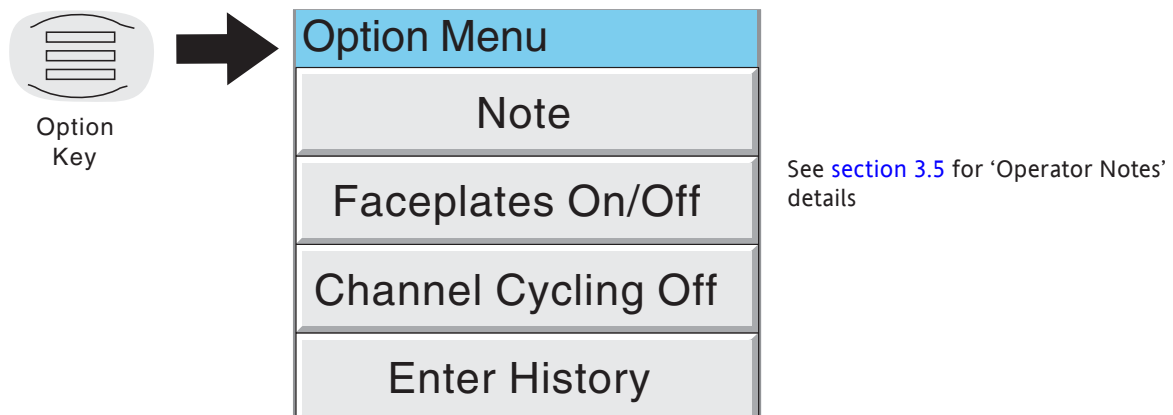 Option Menu
Note
Option
Key
Faceplates On/Off
See section 3.5 for ‘Operator Notes’
details
Channel Cycling Off
Enter History